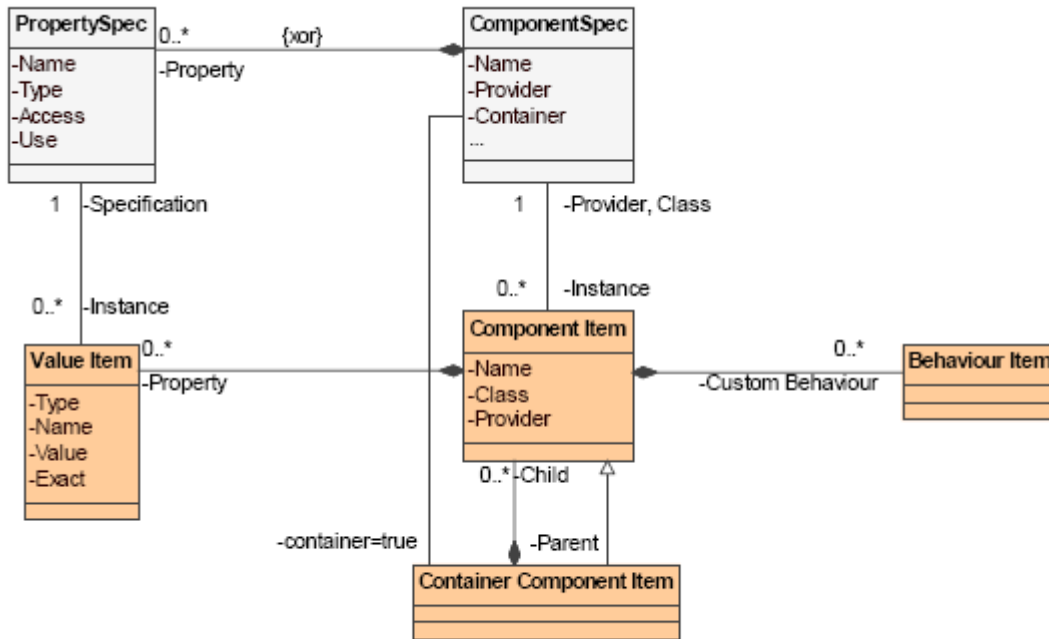 PropertySpec
-Name
-Type
-Access
-Use
0..*
{xor}
-Property
ComponentSpec
-Name
-Provider
-Container
...
1
-Specification
1
-Provider, Class
0..*
-Instance
0..*
-Instance
Value Item
-Type
-Name
-Value
-Exact
0..*
-Property
Component Item
-Name
-Class
-Provider
0..*
-Custom Behaviour
Behaviour Item
0..*
-Child
-container=true
-Parent
Container Component Item